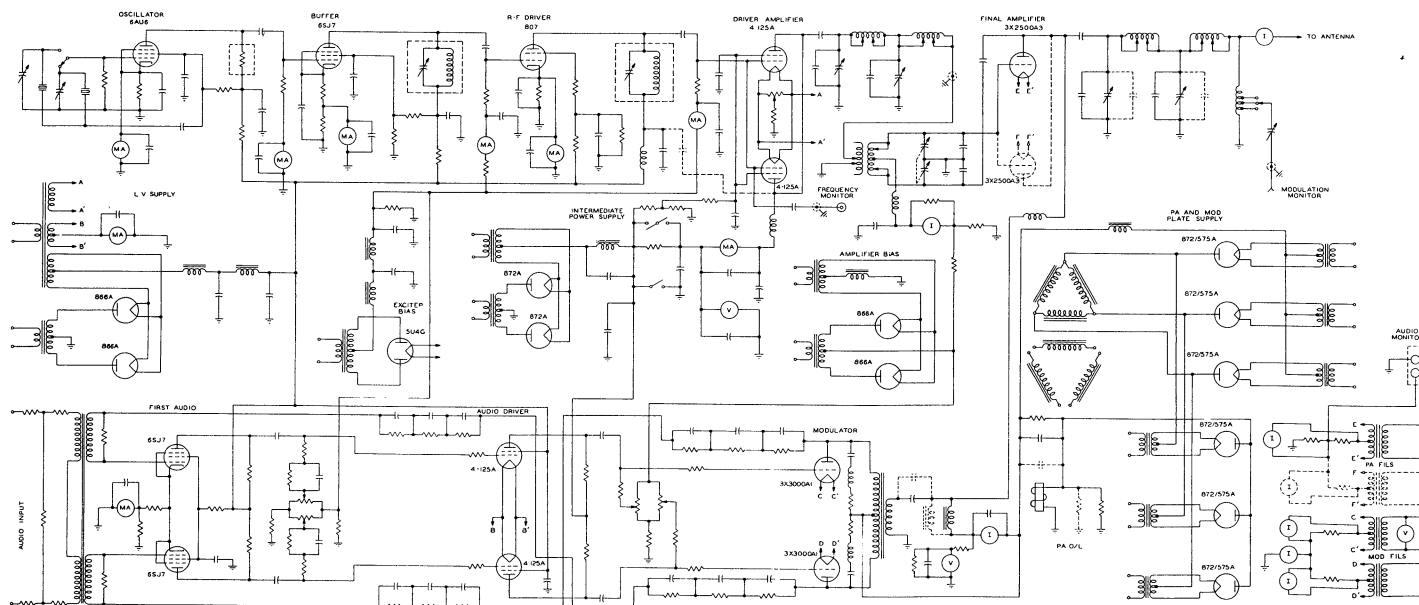 OSCILLATOR
6AU6
BUFFER
6SJ7
R-F DRIVER
807
DRIVER AMPLIFIER
4-125A
FINAL AMPLIFIER
3X2500A3
I
TO ANTENNA
A
A'
E E'
F F'
MA
MA
MA
MA
MA
MA
4-125A
3X2500A3
FREQUENCY
MONITOR
MODULATION
MONITOR
L V SUPPLY
A
A'
B
B'
MA
INTERMEDIATE
POWER SUPPLY
MA
V
I
PA AND MOD
PLATE SUPPLY
872/575A
872/575A
872/575A
AMPLIFIER BIAS
866A
866A
872A
872A
EXCITER
BIAS
5U4G
866A
866A
AUDIO
MONITO
FIRST AUDIO
6SJ7
MA
6SJ7
AUDIO INPUT
AUDIO DRIVER
4-125A
B
B'
4-125A
MODULATOR
3X3000A1
C C'
D D'
3X3000A1
V
I
PA O/L
872/575A
872/575A
872/575A
I
E
E'
PA FILS
F
F'
I
C
C'
I
I
I
V
MOD FILS
D
D'